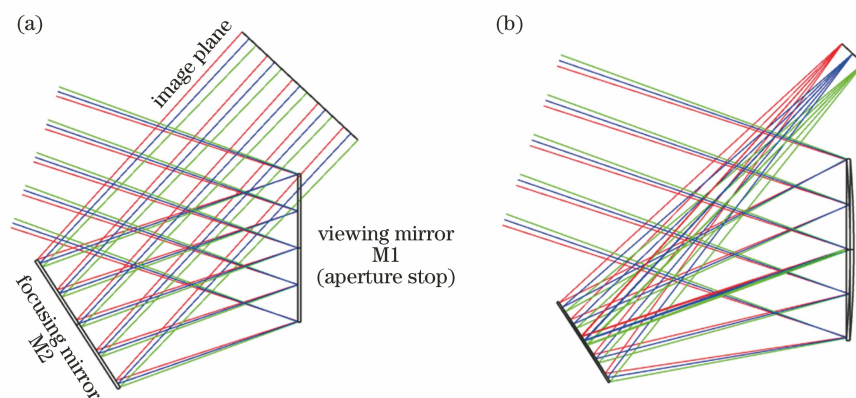 (a)
image plane
viewing mirror
M1
(aperture stop)
focusing mirror
M2
(b)